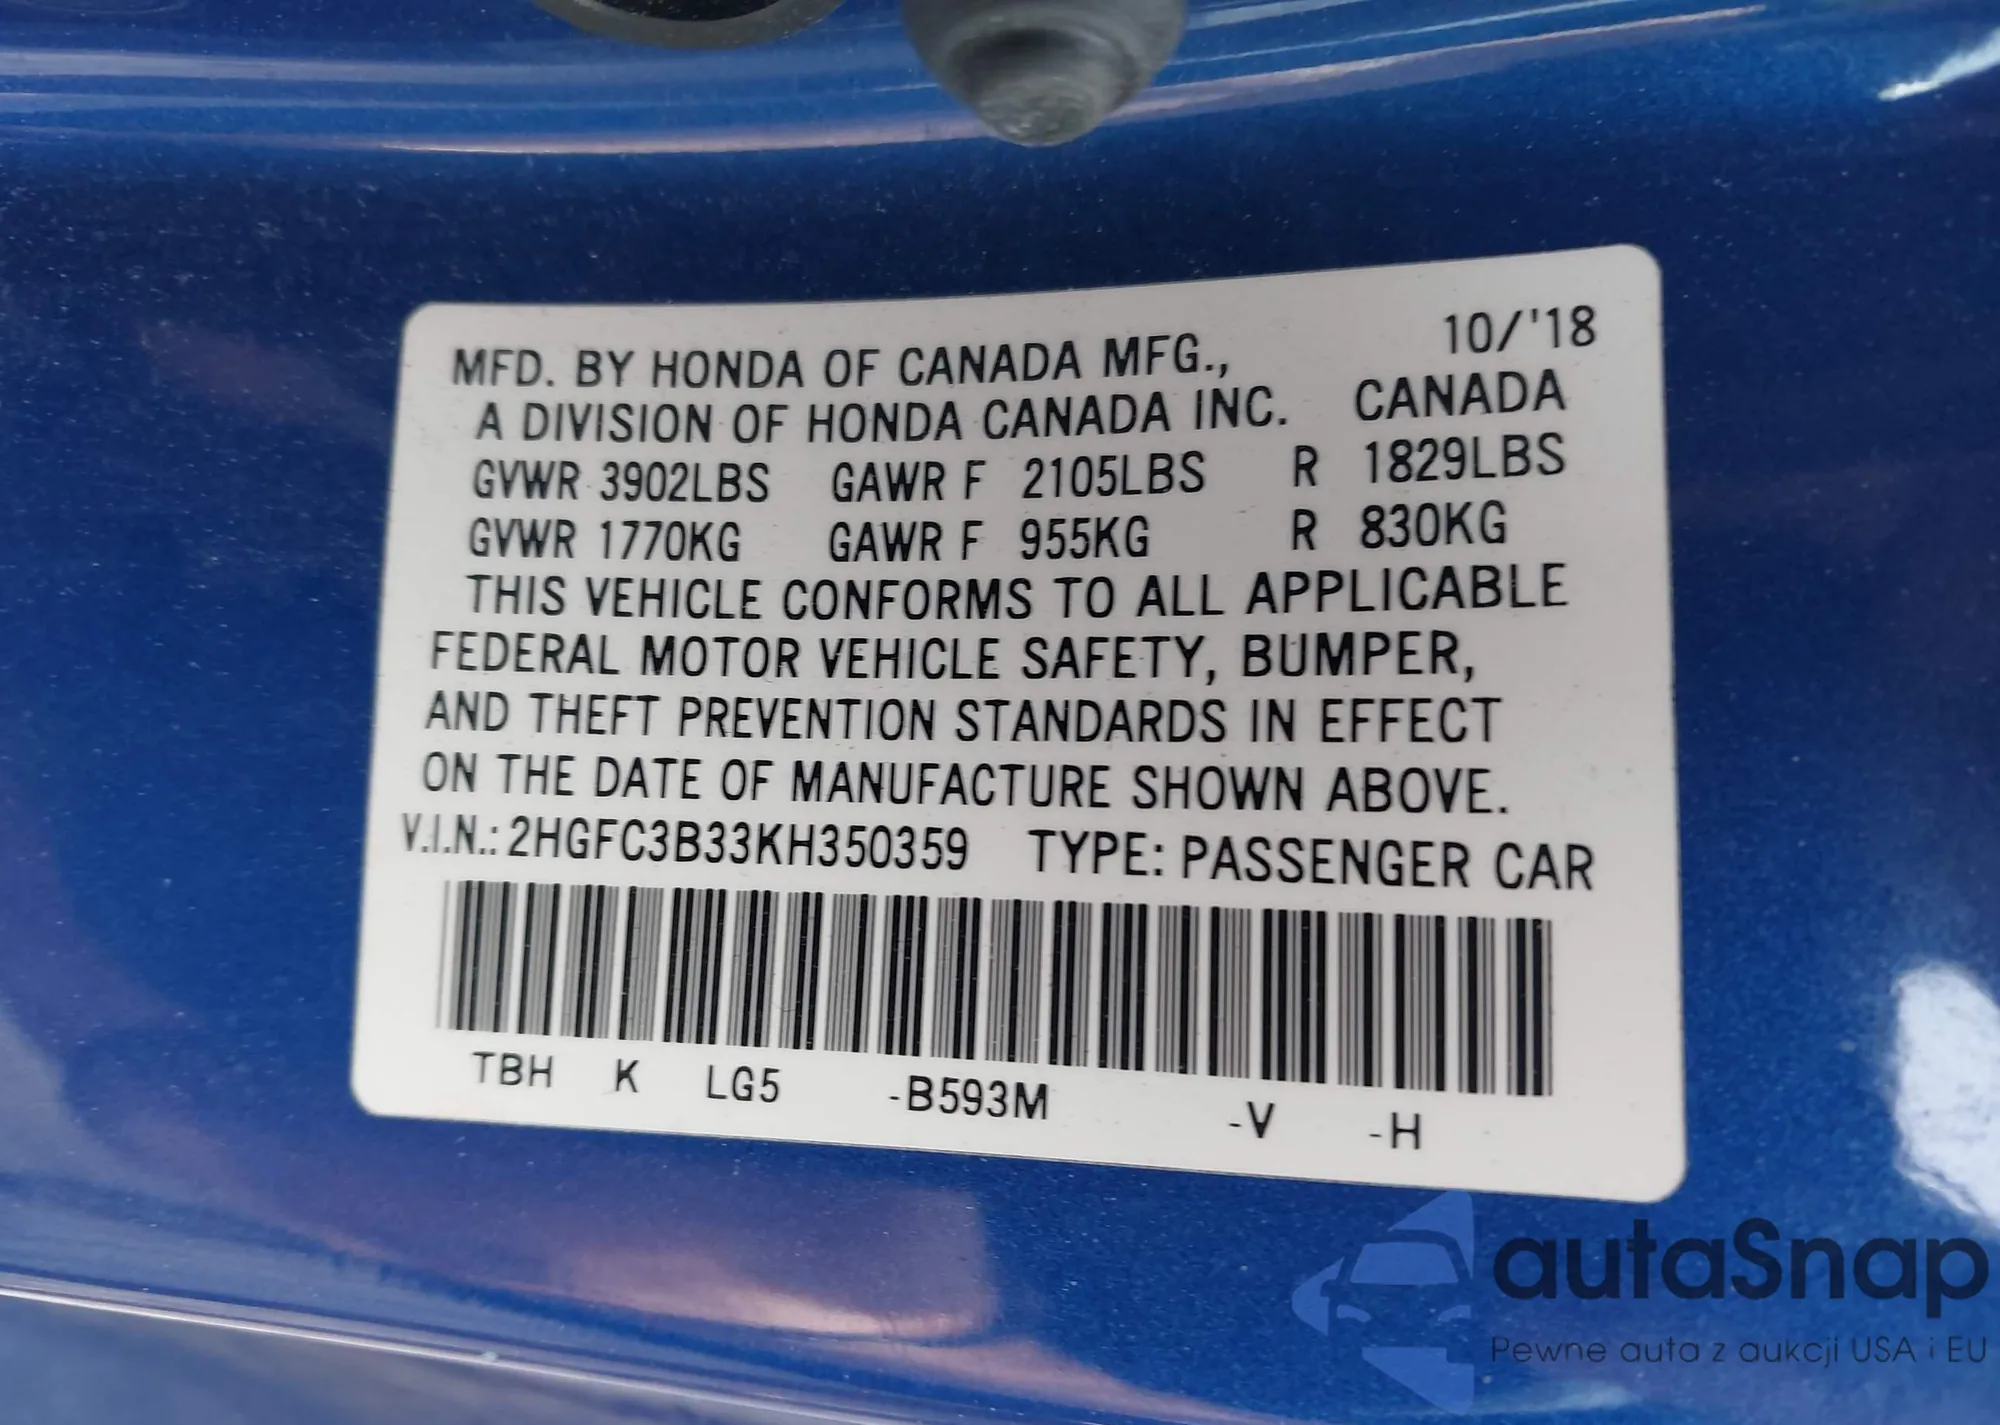 10/'18
MFD. BY HONDA OF CANADA MFG.,
A DIVISION OF HONDA CANADA INC. CANADA
GVWR 3902LBS GAWR F 2105LBS R 1829LBS
GVWR 1770KG GAWR F 955KG R 830KG
THIS VEHICLE CONFORMS TO ALL APPLICABLE
FEDERAL MOTOR VEHICLE SAFETY, BUMPER,
AND THEFT PREVENTION STANDARDS IN EFFECT
ON THE DATE OF MANUFACTURE SHOWN ABOVE.
V.I.N.: 2HGFC3B33KH350359 TYPE: PASSENGER CAR
TBH K LG5 -B593M -V -H
autaSnap
Pewne auta z aukcji USA i EU